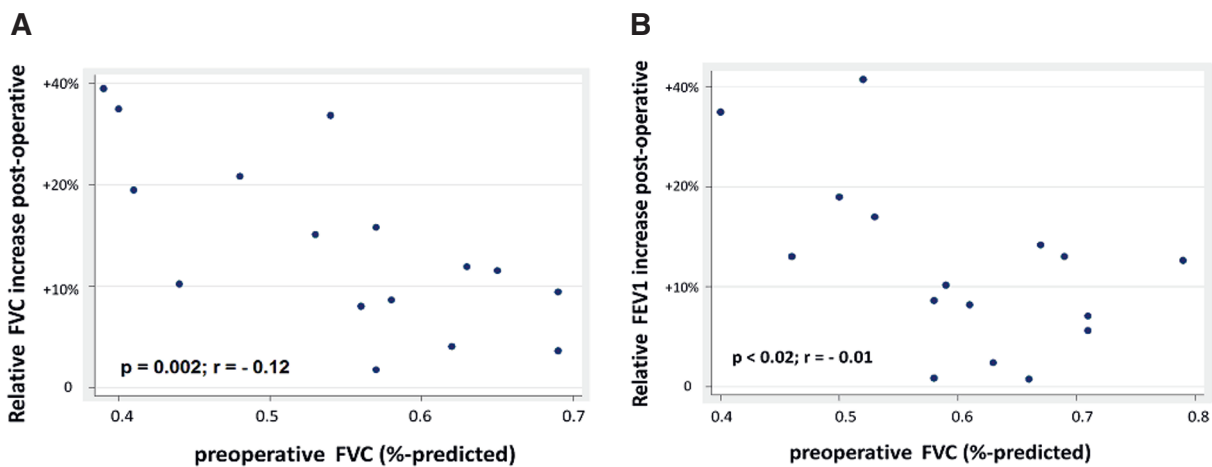 A
Relative FVC increase post-operative
+40%
+20%
+10%
0
p = 0.002; r = - 0.12
0.4
0.5
0.6
0.7
preoperative FVC (%-predicted)
B
Relative FEV1 increase post-operative
+40%
+20%
+10%
0
p < 0.02; r = - 0.01
0.4
0.5
0.6
0.7
0.8
preoperative FVC (%-predicted)